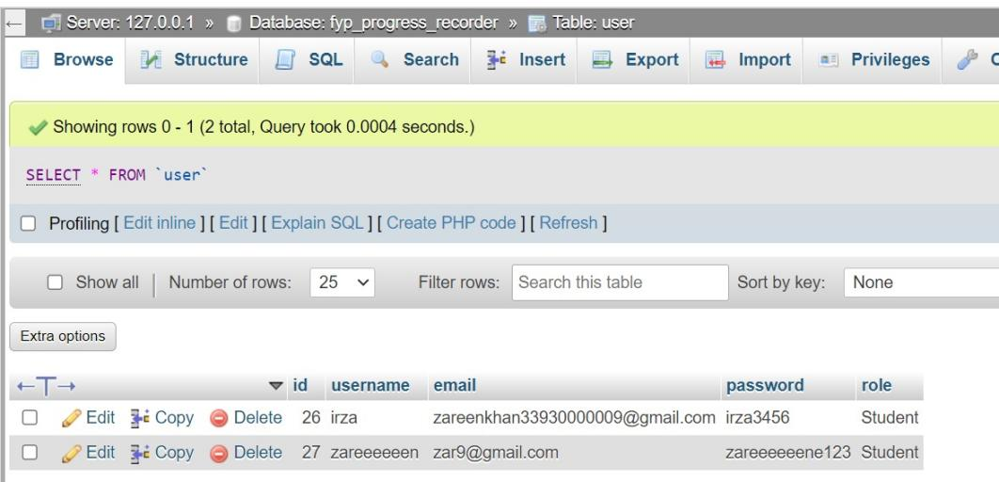 Server: 127.0.0.1 » Database: fyp_progress_recorder » Table: user
Browse Structure SQL Search Insert Export Import Privileges
Showing rows 0 - 1 (2 total, Query took 0.0004 seconds.)
SELECT * FROM `user`
Profiling [ Edit inline ] [ Edit ] [ Explain SQL ] [ Create PHP code ] [ Refresh ]
Show all | Number of rows: 25 Filter rows: Search this table Sort by key: None
Extra options
id username email password role
Edit Copy Delete 26 irza zareenkhan33930000009@gmail.com irza3456 Student
Edit Copy Delete 27 zareeeeeen zar9@gmail.com zareeeeeene123 Student